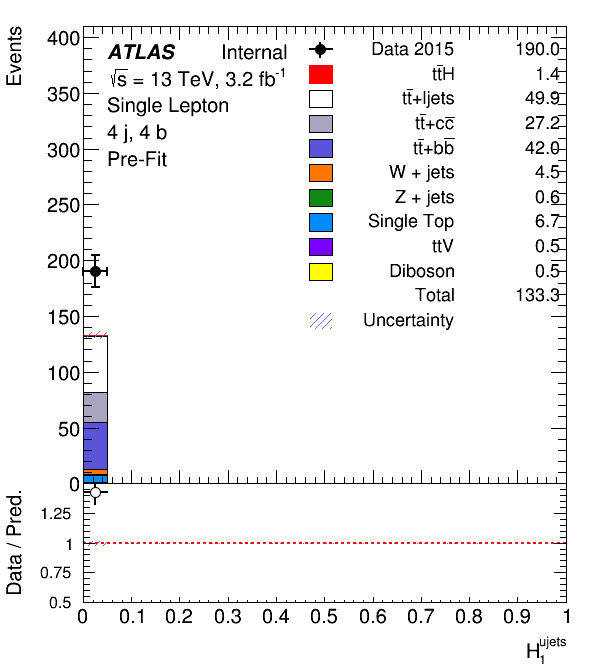 Events
400
350
300
250
200
150
100
50
0
ATLAS Internal
√s = 13 TeV, 3.2 fb-1
Single Lepton
4 j, 4 b
Pre-Fit
Data 2015 190.0
tt̄H 1.4
tt̄+ljets 49.9
tt̄+cc̄ 27.2
tt̄+bb̄ 42.0
W + jets 4.5
Z + jets 0.6
Single Top 6.7
ttV 0.5
Diboson 0.5
Total 133.3
Uncertainty
Data / Pred.
1.25
1
0.75
0.5
0 0.1 0.2 0.3 0.4 0.5 0.6 0.7 0.8 0.9 1
H1ujets